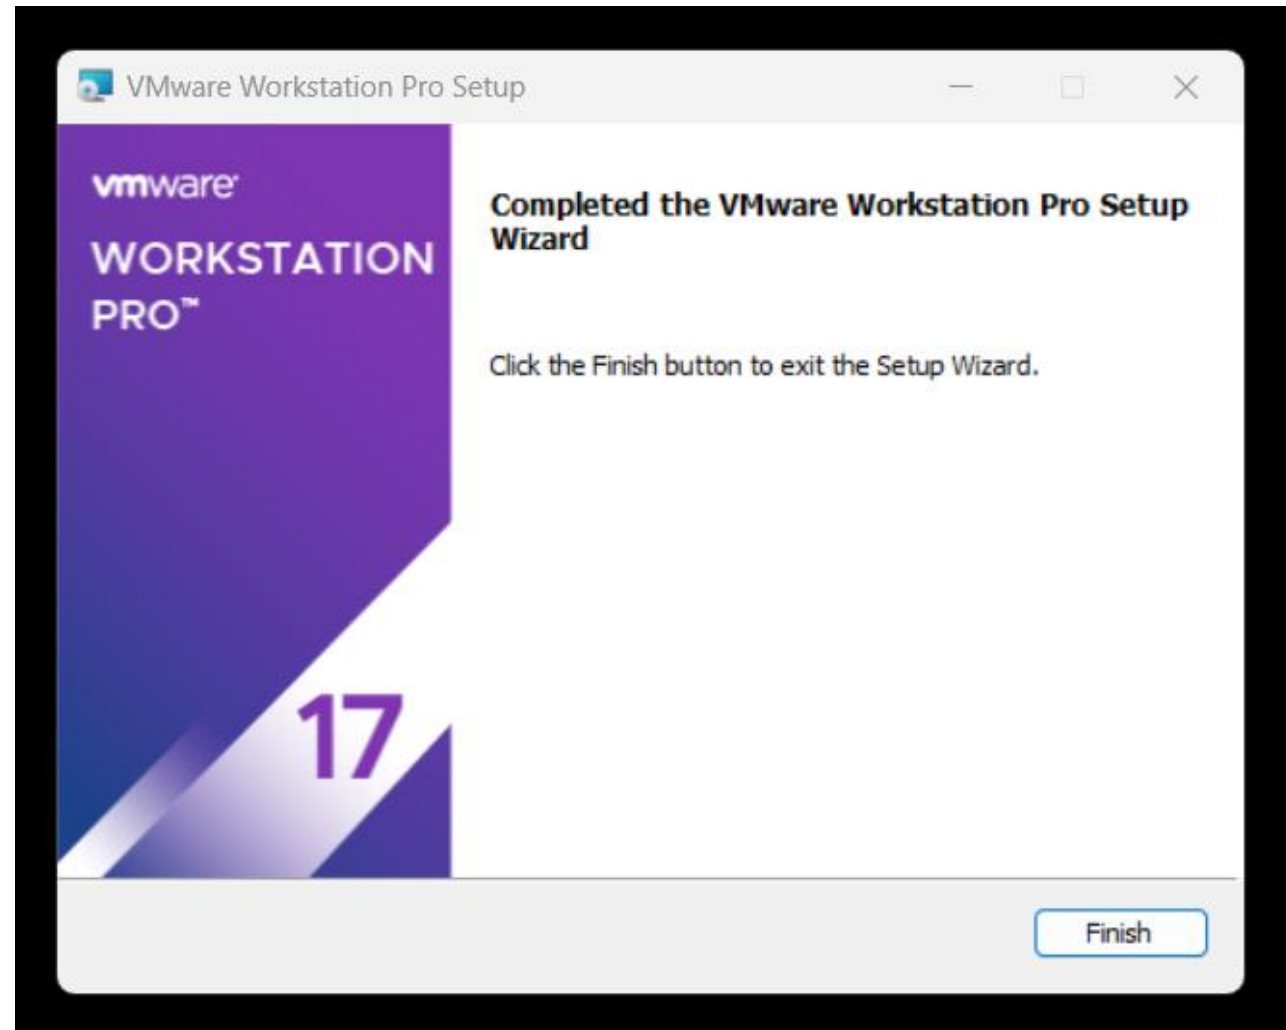 VMware Workstation Pro Setup
vmware®
WORKSTATION
PRO™
Completed the VMware Workstation Pro Setup
Wizard
Click the Finish button to exit the Setup Wizard.
17
Finish